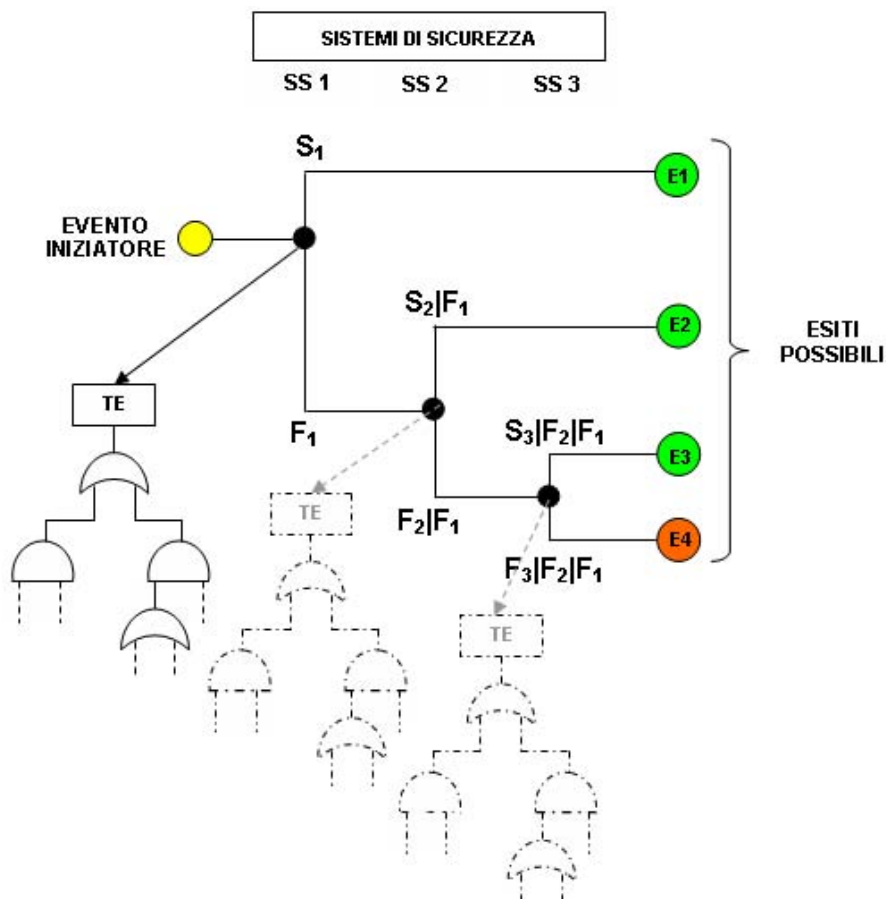 SISTEMI DI SICUREZZA
SS 1 SS 2 SS 3
S₁
E1
EVENTO
INIZIATORE
S₂|F₁
E2
ESITI
POSSIBILI
TE
F₁
S₃|F₂|F₁
E3
TE
F₂|F₁
E4
F₃|F₂|F₁
TE